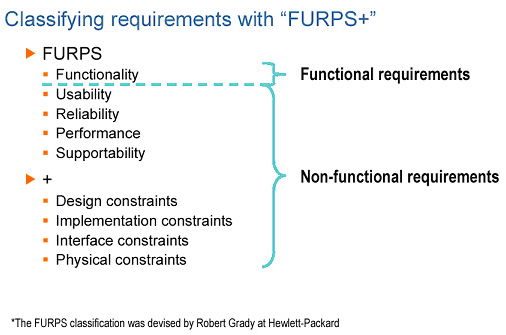 Classifying requirements with “FURPS+”
FURPS
Functionality
Usability
Reliability
Performance
Supportability
+
Design constraints
Implementation constraints
Interface constraints
Physical constraints
Functional requirements
Non-functional requirements
*The FURPS classification was devised by Robert Grady at Hewlett-Packard